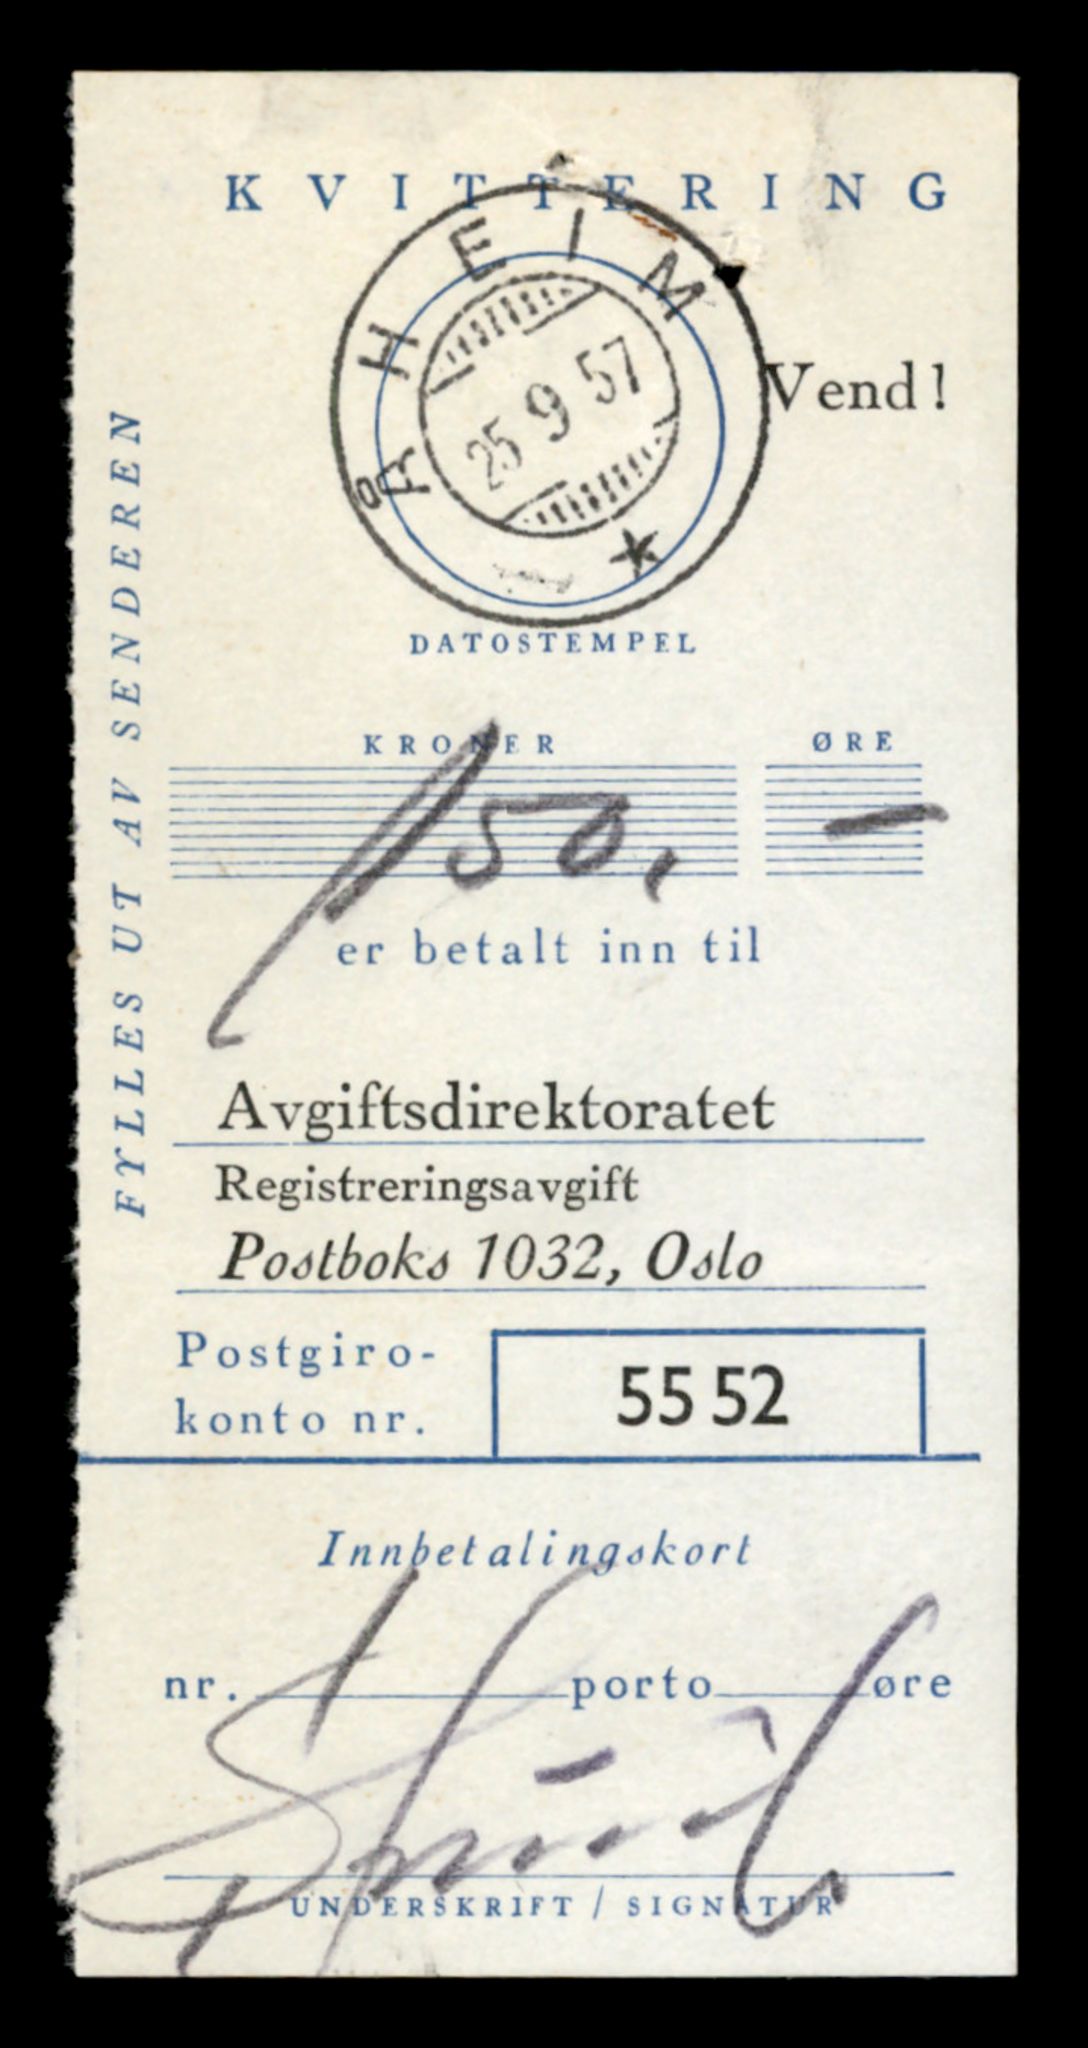 KVITTERING
ÅHEIM
25 9 57
Vend!
DATOSTEMPEL
FYLLES UT AV SENDEREN
KRONER ØRE
150, —
er betalt inn til
Avgiftsdirektoratet
Registreringsavgift
Postboks 1032, Oslo
Postgiro-
konto nr. 55 52
Innbetalingskort
nr. porto øre
UNDERSKRIFT / SIGNATUR